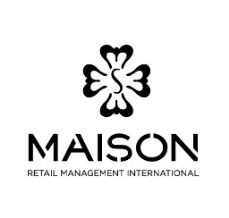 S
MAISON
RETAIL MANAGEMENT INTERNATIONAL